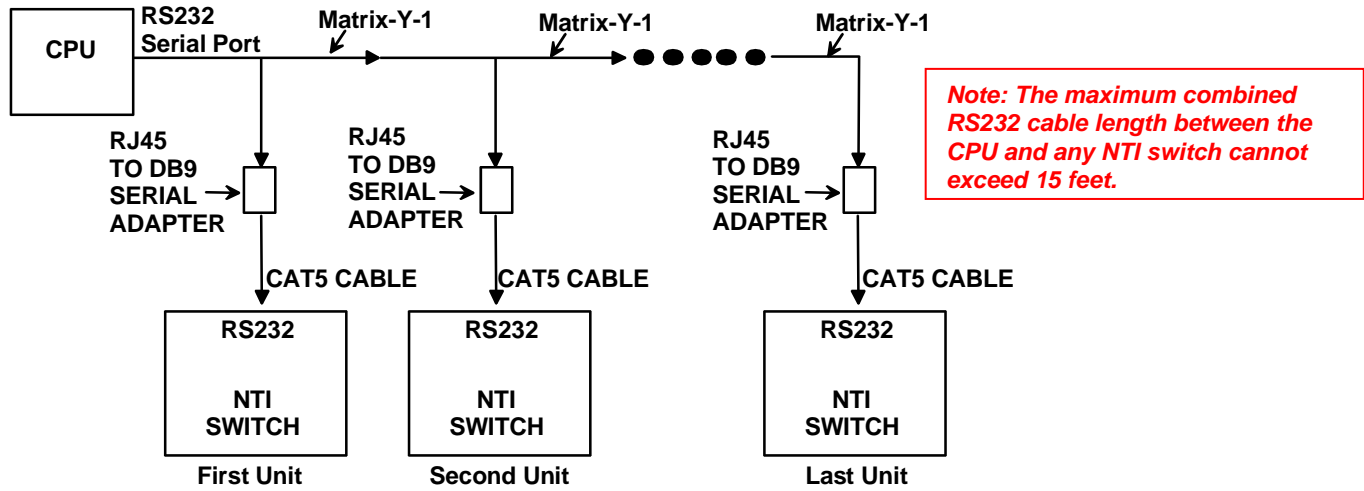 CPU
RS232
Serial Port
Matrix-Y-1
Matrix-Y-1
Matrix-Y-1
Note: The maximum combined
RS232 cable length between the
CPU and any NTI switch cannot
exceed 15 feet.
RJ45
TO DB9
SERIAL
ADAPTER
RJ45
TO DB9
SERIAL
ADAPTER
RJ45
TO DB9
SERIAL
ADAPTER
CAT5 CABLE
CAT5 CABLE
CAT5 CABLE
RS232
NTI
SWITCH
First Unit
RS232
NTI
SWITCH
Second Unit
RS232
NTI
SWITCH
Last Unit